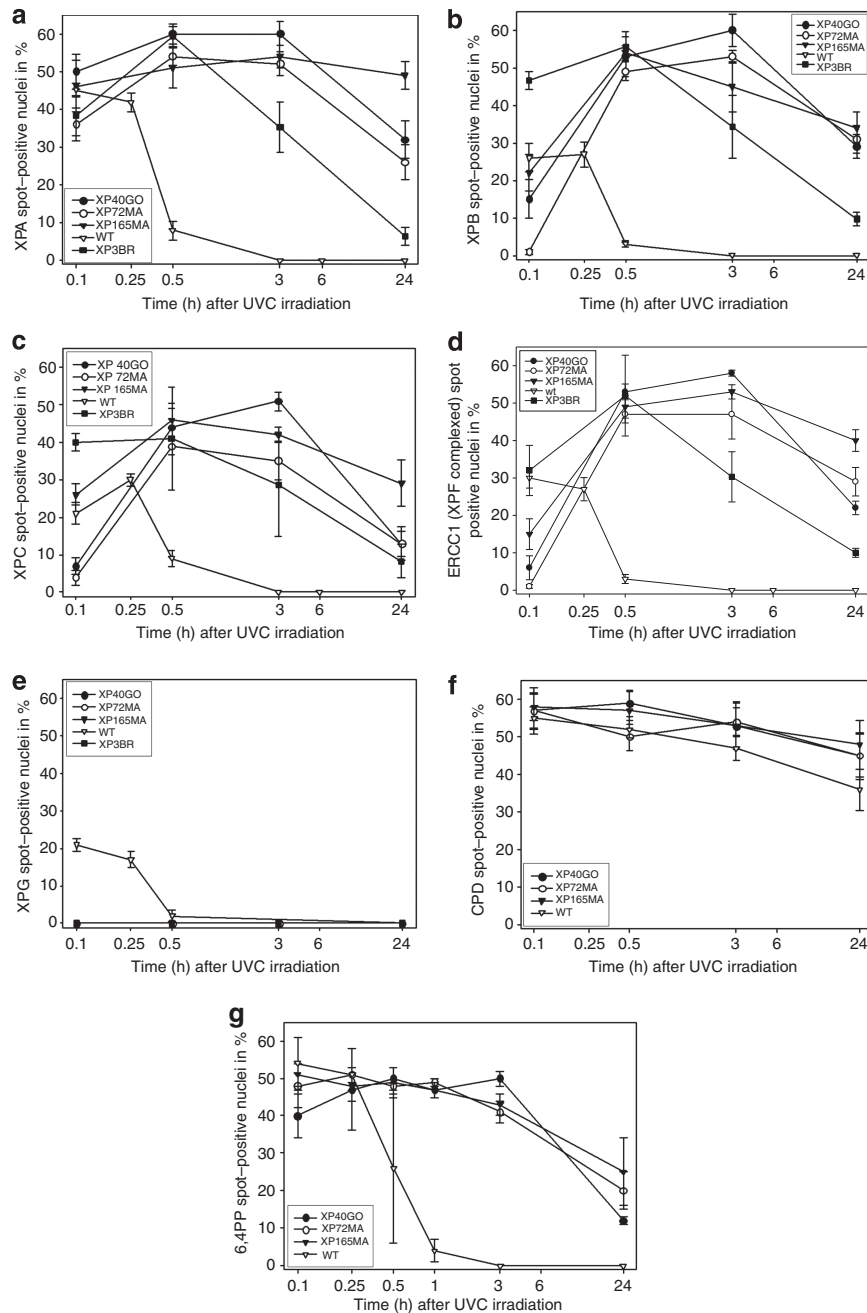 a
XPA spot–positive nuclei in %
60
50
40
30
20
10
0
XP40GO
XP72MA
XP165MA
WT
XP3BR
0.1 0.25 0.5 3 6 24
Time (h) after UVC irradiation
b
XPB spot–positive nuclei in %
60
50
40
30
20
10
0
XP40GO
XP72MA
XP165MA
WT
XP3BR
0.1 0.25 0.5 3 6 24
Time (h) after UVC irradiation
c
XPC spot–positive nuclei in %
60
50
40
30
20
10
0
XP 40GO
XP 72MA
XP 165MA
WT
XP3BR
0.1 0.25 0.5 3 6 24
Time (h) after UVC irradiation
d
ERCC1 (XPF complexed) spot
positive nuclei in %
60
50
40
30
20
10
0
XP40GO
XP72MA
XP165MA
wt
XP3BR
0.1 0.25 0.5 3 6 24
Time (h) after UVC irradiation
e
XPG spot–positive nuclei in %
60
50
40
30
20
10
0
XP40GO
XP72MA
XP165MA
WT
XP3BR
0.1 0.25 0.5 3 6 24
Time (h) after UVC irradiation
f
CPD spot–positive nuclei in %
60
50
40
30
20
10
0
XP40GO
XP72MA
XP165MA
WT
0.1 0.25 0.5 3 6 24
Time (h) after UVC irradiation
g
6,4PP spot–positive nuclei in %
60
50
40
30
20
10
0
XP40GO
XP72MA
XP165MA
WT
0.1 0.25 0.5 1 3 6 24
Time (h) after UVC irradiation